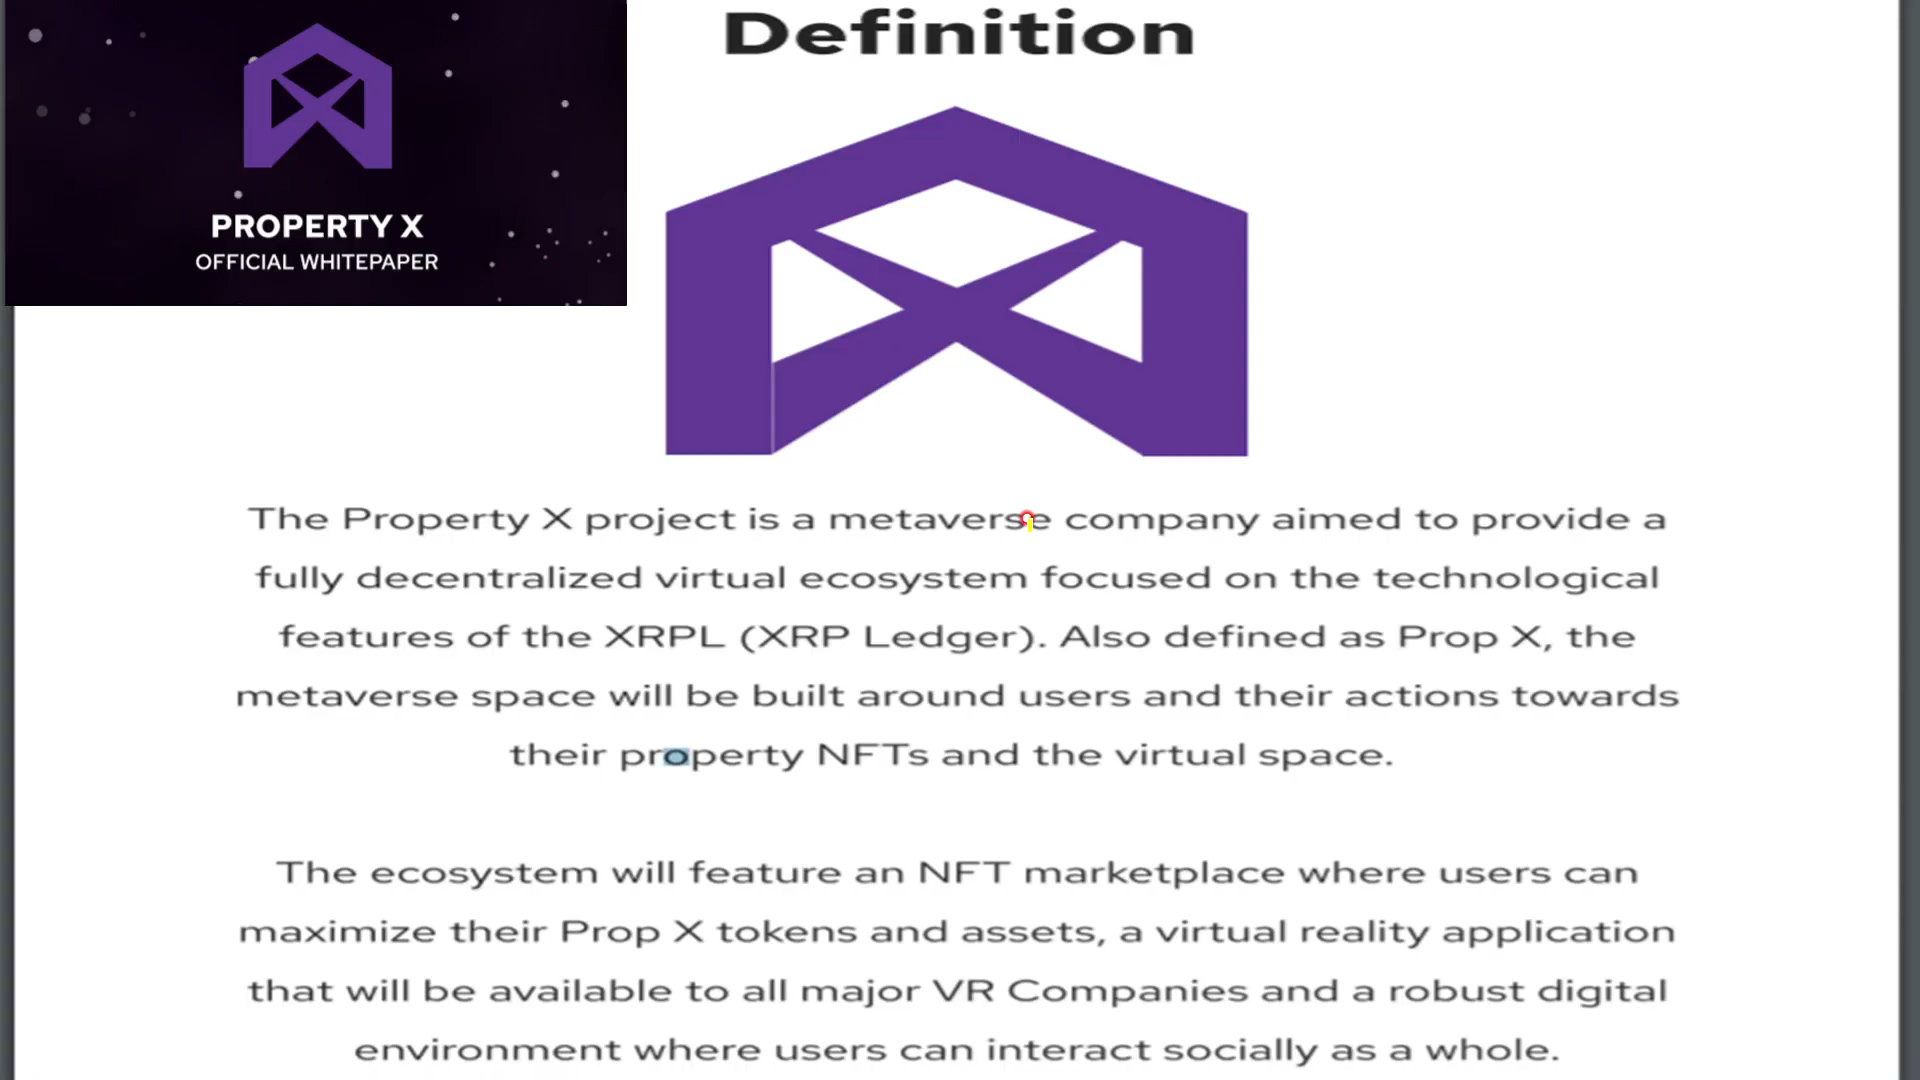 Definition
PROPERTY X
OFFICIAL WHITEPAPER
The Property X project is a metaverse company aimed to provide a
fully decentralized virtual ecosystem focused on the technological
features of the XRPL (XRP Ledger). Also defined as Prop X, the
metaverse space will be built around users and their actions towards
their property NFTs and the virtual space.
The ecosystem will feature an NFT marketplace where users can
maximize their Prop X tokens and assets, a virtual reality application
that will be available to all major VR Companies and a robust digital
environment where users can interact socially as a whole.